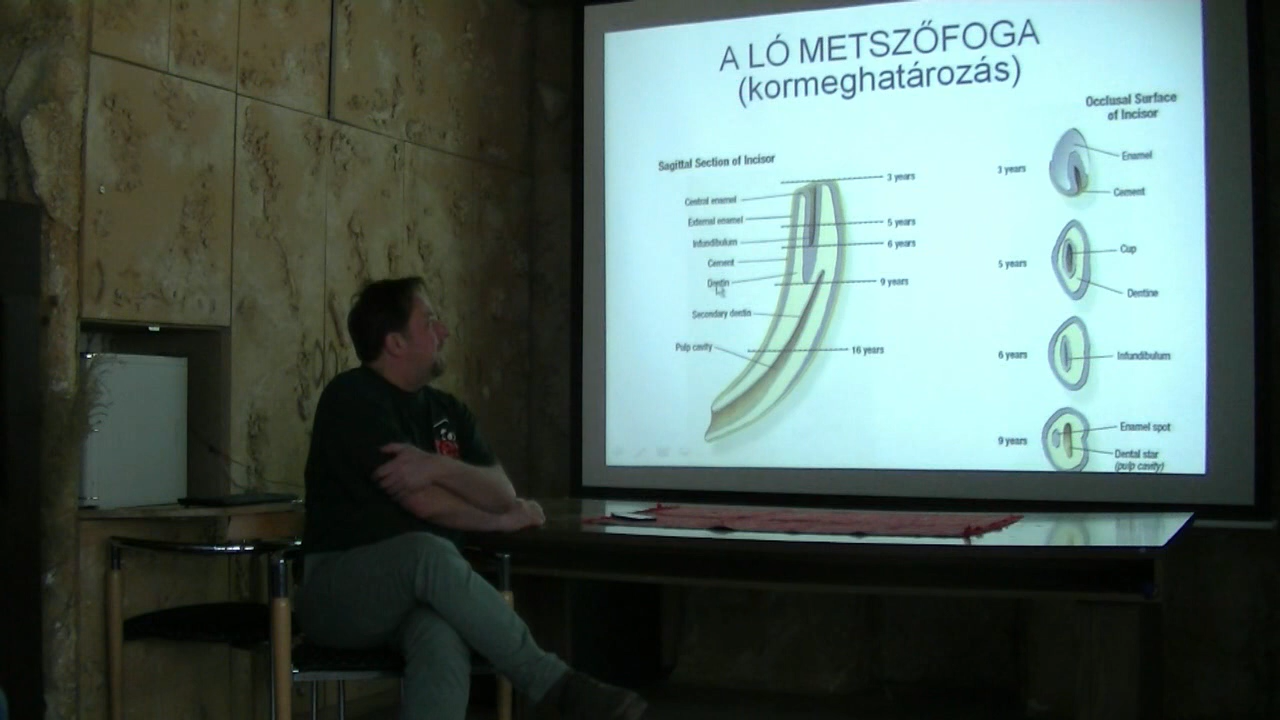 A LÓ METSZŐFOGA
(kormeghatározás)
Occlusal Surface
of Incisor
Sagittal Section of Incisor
3 years
Central enamel
External enamel
5 years
Infundibulum
6 years
Cement
Dentin
9 years
Secondary dentin
Pulp cavity
16 years
3 years
Enamel
Cement
5 years
Cup
Dentine
6 years
Infundibulum
9 years
Enamel spot
Dental star
(pulp cavity)